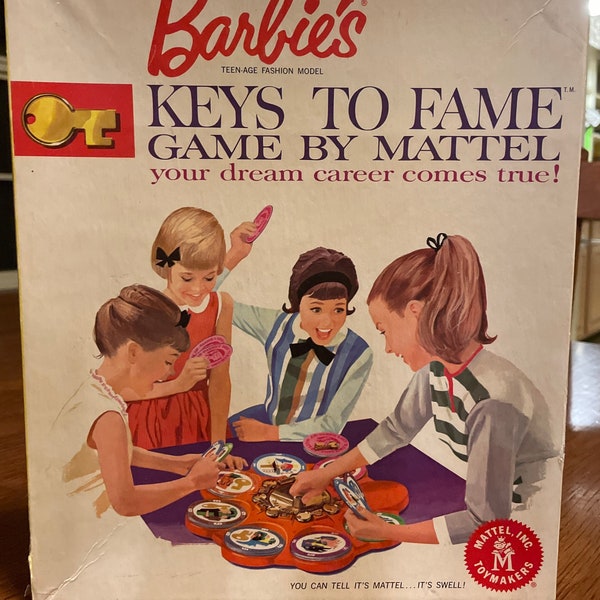 Barbie's®
TEEN-AGE FASHION MODEL
KEYS TO FAME™
GAME BY MATTEL
your dream career comes true!
MATTEL, INC.
M
TOYMAKERS
®
YOU CAN TELL IT'S MATTEL...IT'S SWELL!